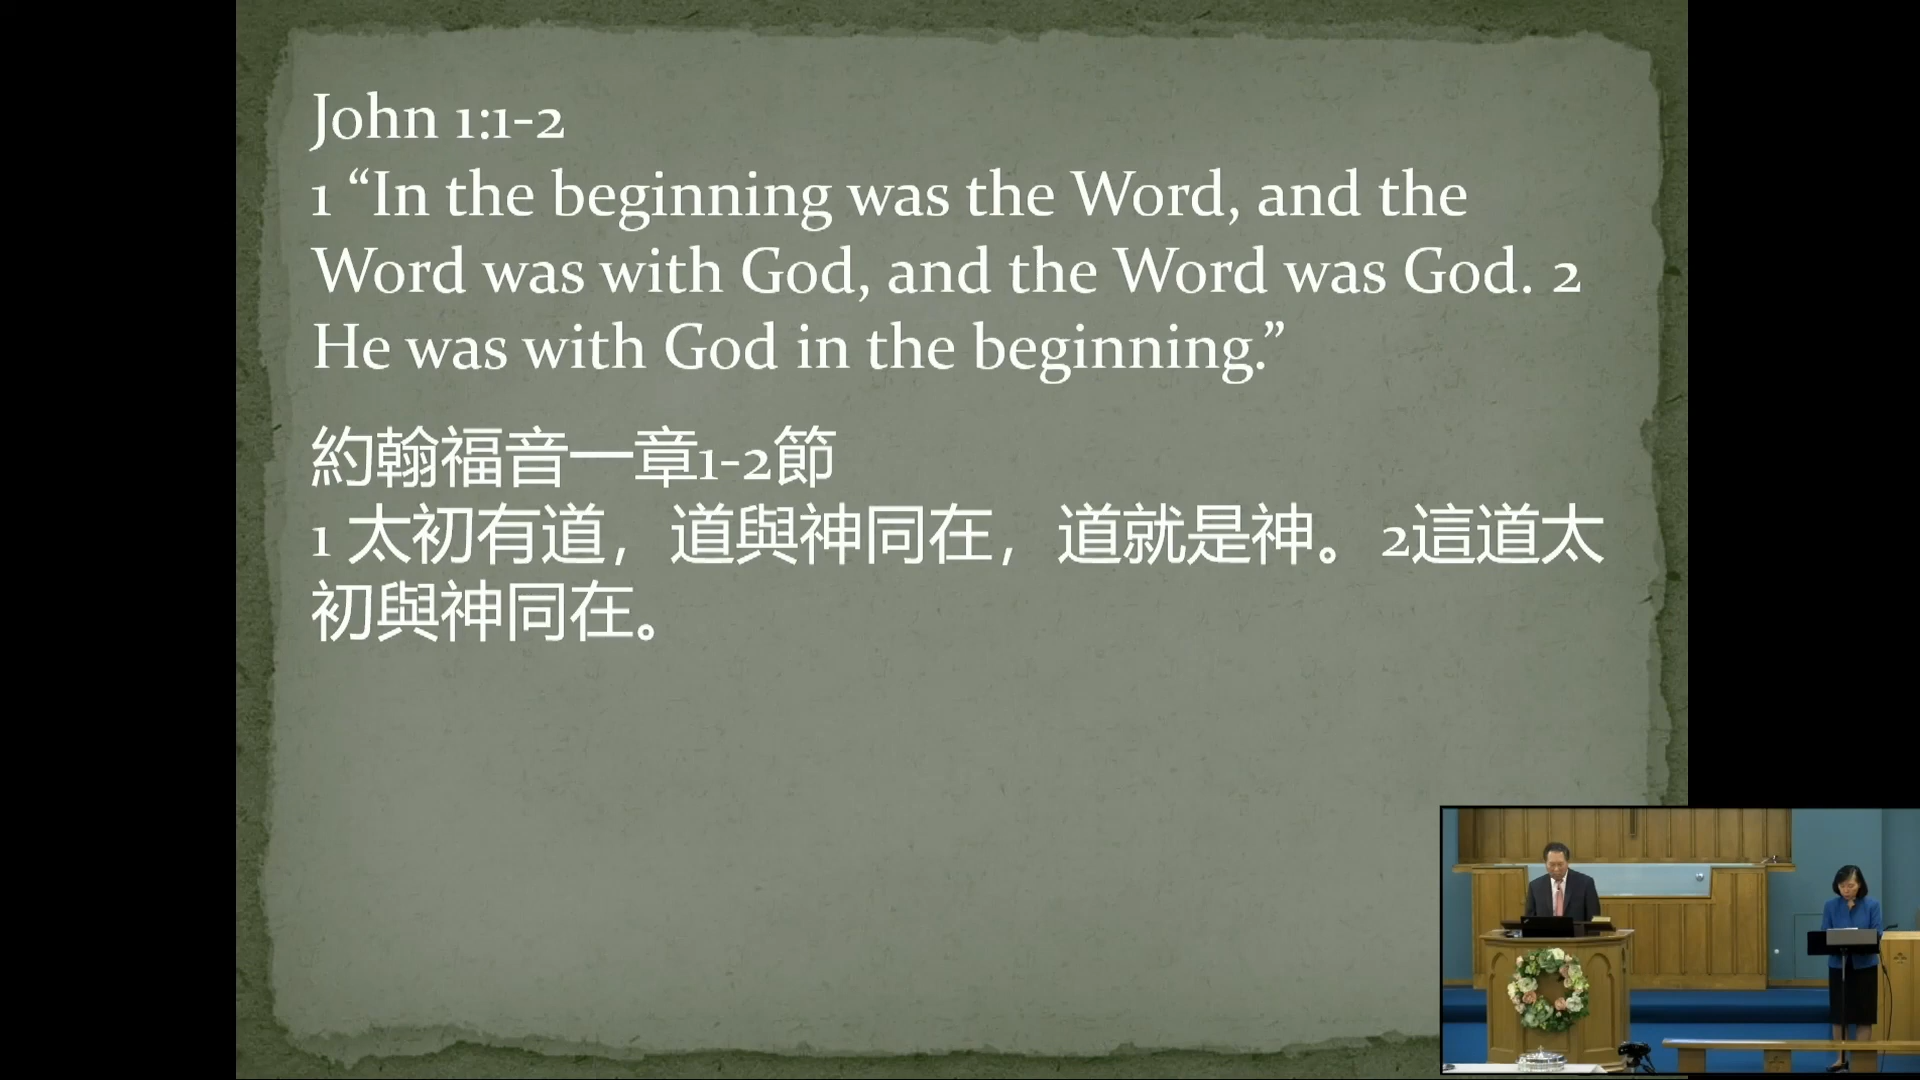 John 1:1-2
1 “In the beginning was the Word, and the
Word was with God, and the Word was God. 2
He was with God in the beginning.”
約翰福音一章1-2節
1 太初有道，道與神同在，道就是神。2這道太
初與神同在。